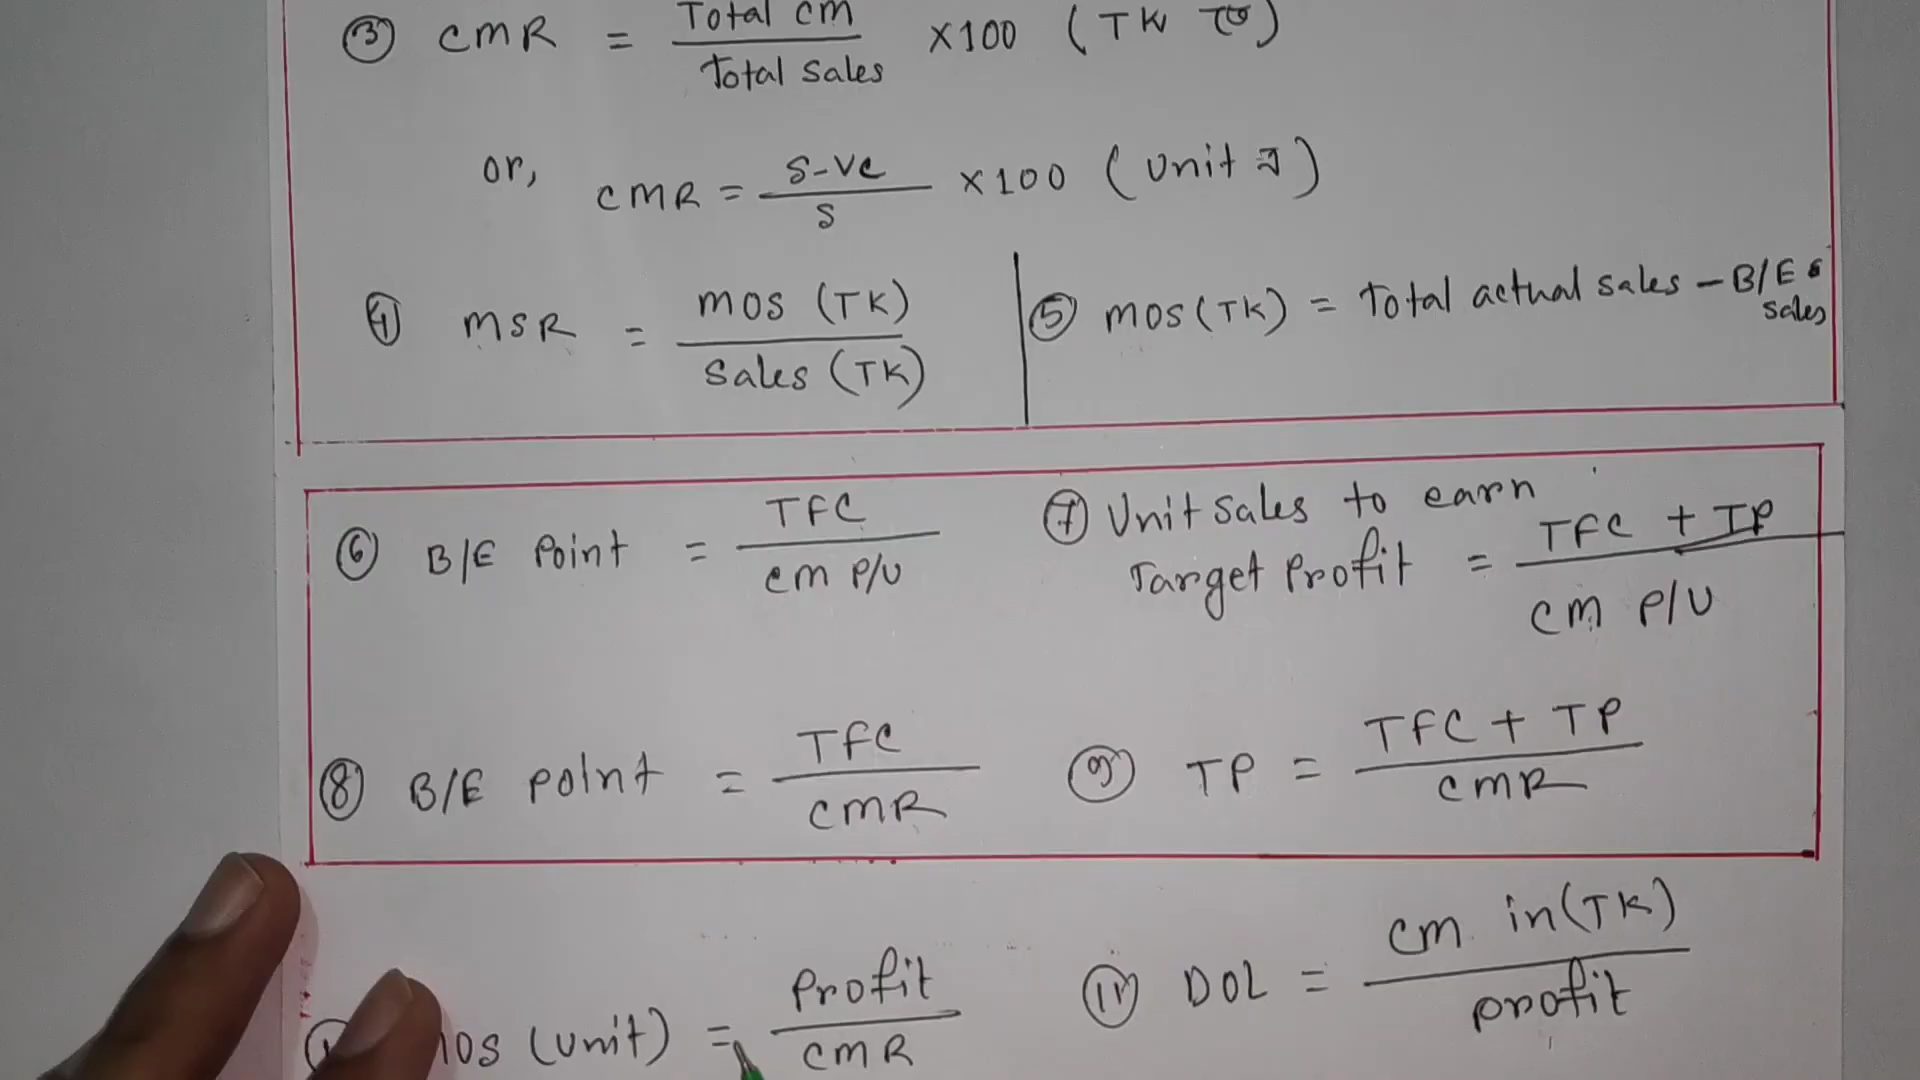 ③ CMR = Total CM / Total Sales ×100 (TK তে)
or, CMR = S-VC / S ×100 (Unit এ)
④ MSR = MOS (TK) / Sales (TK)
⑤ MOS(TK) = Total actual sales – B/E sales
⑥ B/E Point = TFC / CM P/U
⑦ Unit Sales to earn Target Profit = TFC + TP / CM P/U
⑧ B/E point = TFC / CMR
⑨ TP = TFC + TP / CMR
(unit) = Profit / CMR
⑪ DOL = CM in(TK) / profit